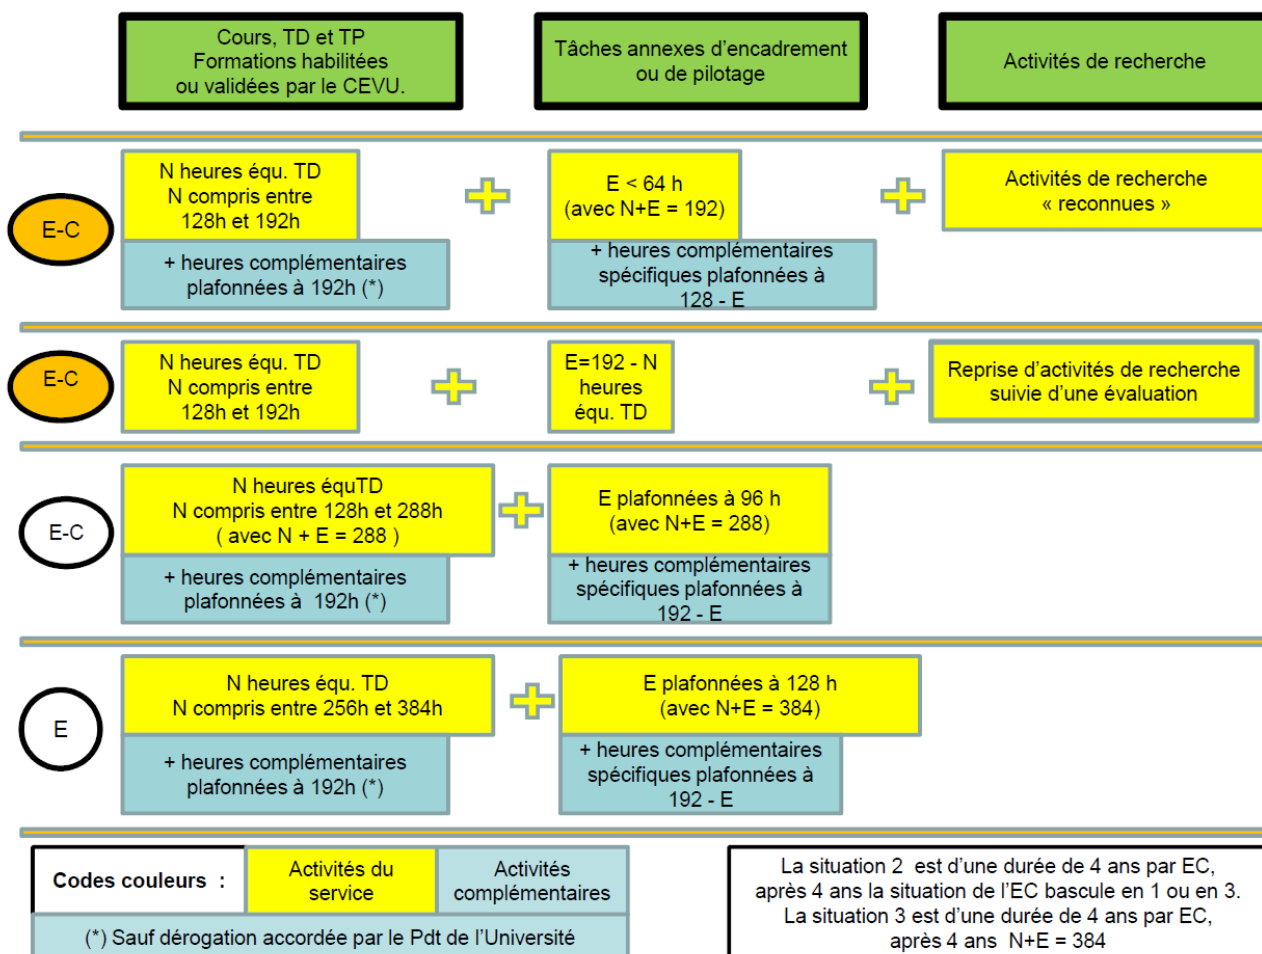 Cours, TD et TP
Formations habilitées
ou validées par le CEVU.
Tâches annexes d'encadrement
ou de pilotage
Activités de recherche
E-C
N heures équ. TD
N compris entre
128h et 192h
E < 64 h
(avec N+E = 192)
Activités de recherche
« reconnues »
+ heures complémentaires
plafonnées à 192h (*)
+ heures complémentaires
spécifiques plafonnées à
128 - E
E-C
N heures équ. TD
N compris entre
128h et 192h
E=192 - N
heures
équ. TD
Reprise d'activités de recherche
suivie d'une évaluation
E-C
N heures équTD
N compris entre 128h et 288h
( avec N + E = 288 )
E plafonnées à 96 h
(avec N+E = 288)
+ heures complémentaires
plafonnées à 192h (*)
+ heures complémentaires
spécifiques plafonnées à
192 - E
E
N heures équ. TD
N compris entre 256h et 384h
E plafonnées à 128 h
(avec N+E = 384)
+ heures complémentaires
plafonnées à 192h (*)
+ heures complémentaires
spécifiques plafonnées à
192 - E
Codes couleurs :
Activités du
service
Activités
complémentaires
(*) Sauf dérogation accordée par le Pdt de l'Université
La situation 2 est d'une durée de 4 ans par EC,
après 4 ans la situation de l'EC bascule en 1 ou en 3.
La situation 3 est d'une durée de 4 ans par EC,
après 4 ans N+E = 384